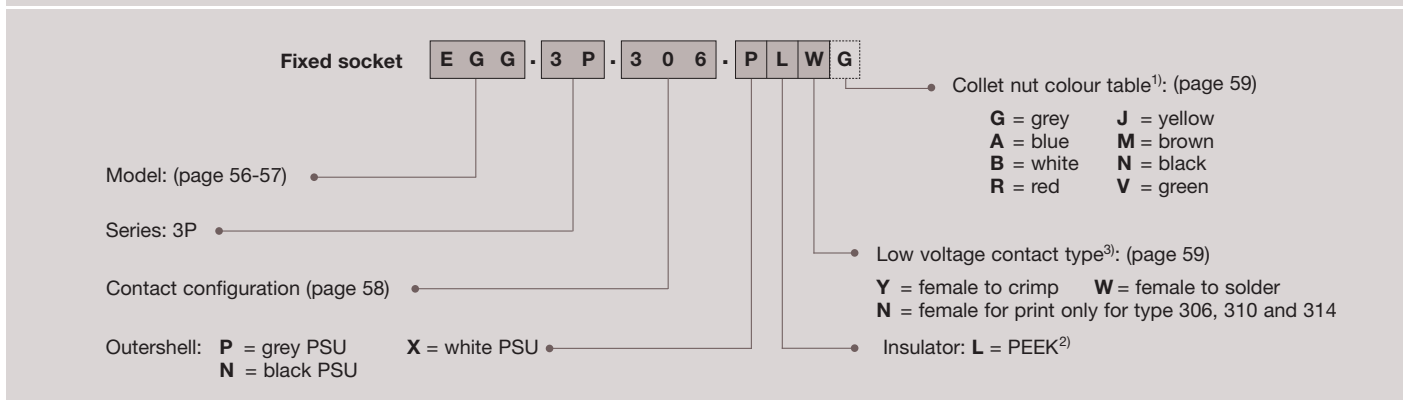 Fixed socket E G G . 3 P . 3 0 6 . P L W G
Collet nut colour table1): (page 59)
G = grey J = yellow
A = blue M = brown
B = white N = black
R = red V = green
Model: (page 56-57)
Series: 3P
Low voltage contact type3): (page 59)
Y = female to crimp W = female to solder
N = female for print only for type 306, 310 and 314
Contact configuration (page 58)
Outershell: P = grey PSU X = white PSU
N = black PSU
Insulator: L = PEEK2)